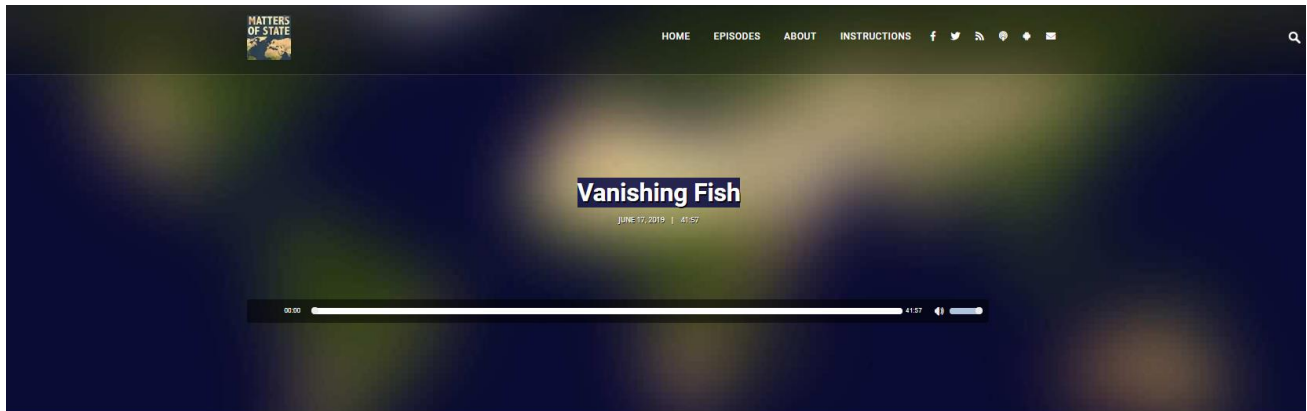 MATTERS
OF STATE
HOME EPISODES ABOUT INSTRUCTIONS
Vanishing Fish
JUNE 17, 2019 | 41:57
00:00 41:57